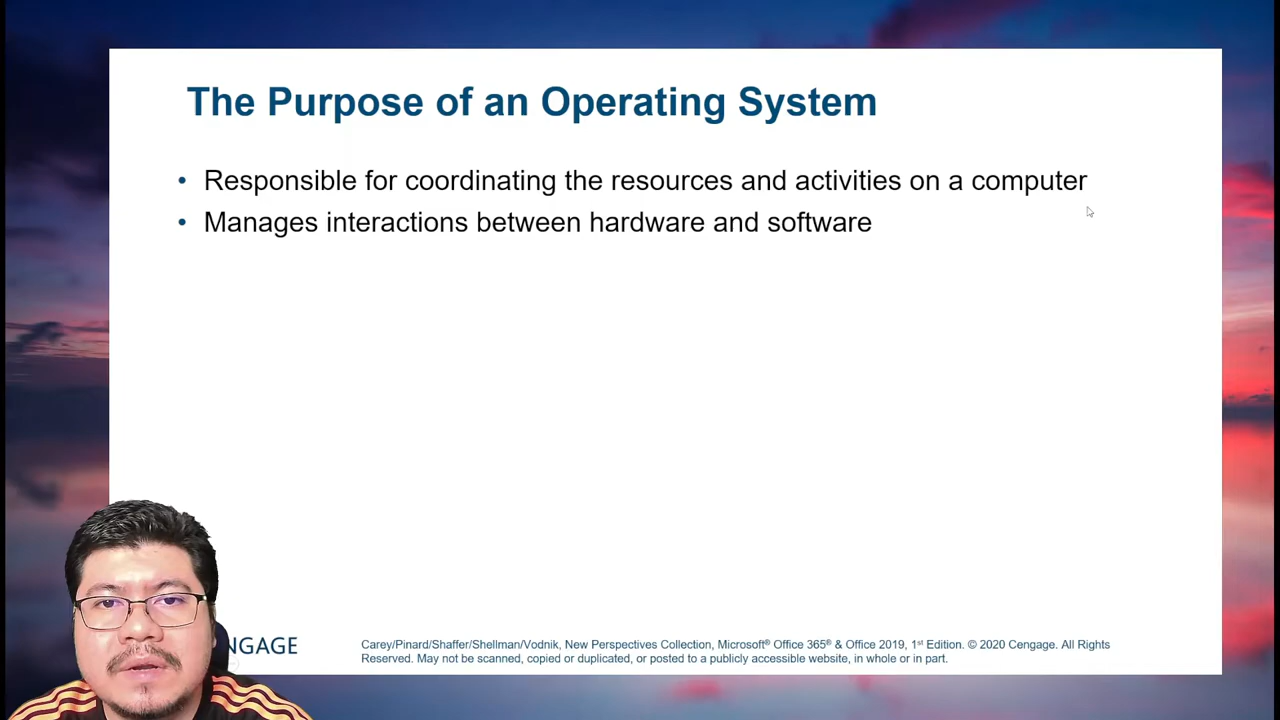 The Purpose of an Operating System
• Responsible for coordinating the resources and activities on a computer
• Manages interactions between hardware and software
NGAGE
Carey/Pinard/Shaffer/Shellman/Vodnik, New Perspectives Collection, Microsoft® Office 365® & Office 2019, 1st Edition. © 2020 Cengage. All Rights
Reserved. May not be scanned, copied or duplicated, or posted to a publicly accessible website, in whole or in part.